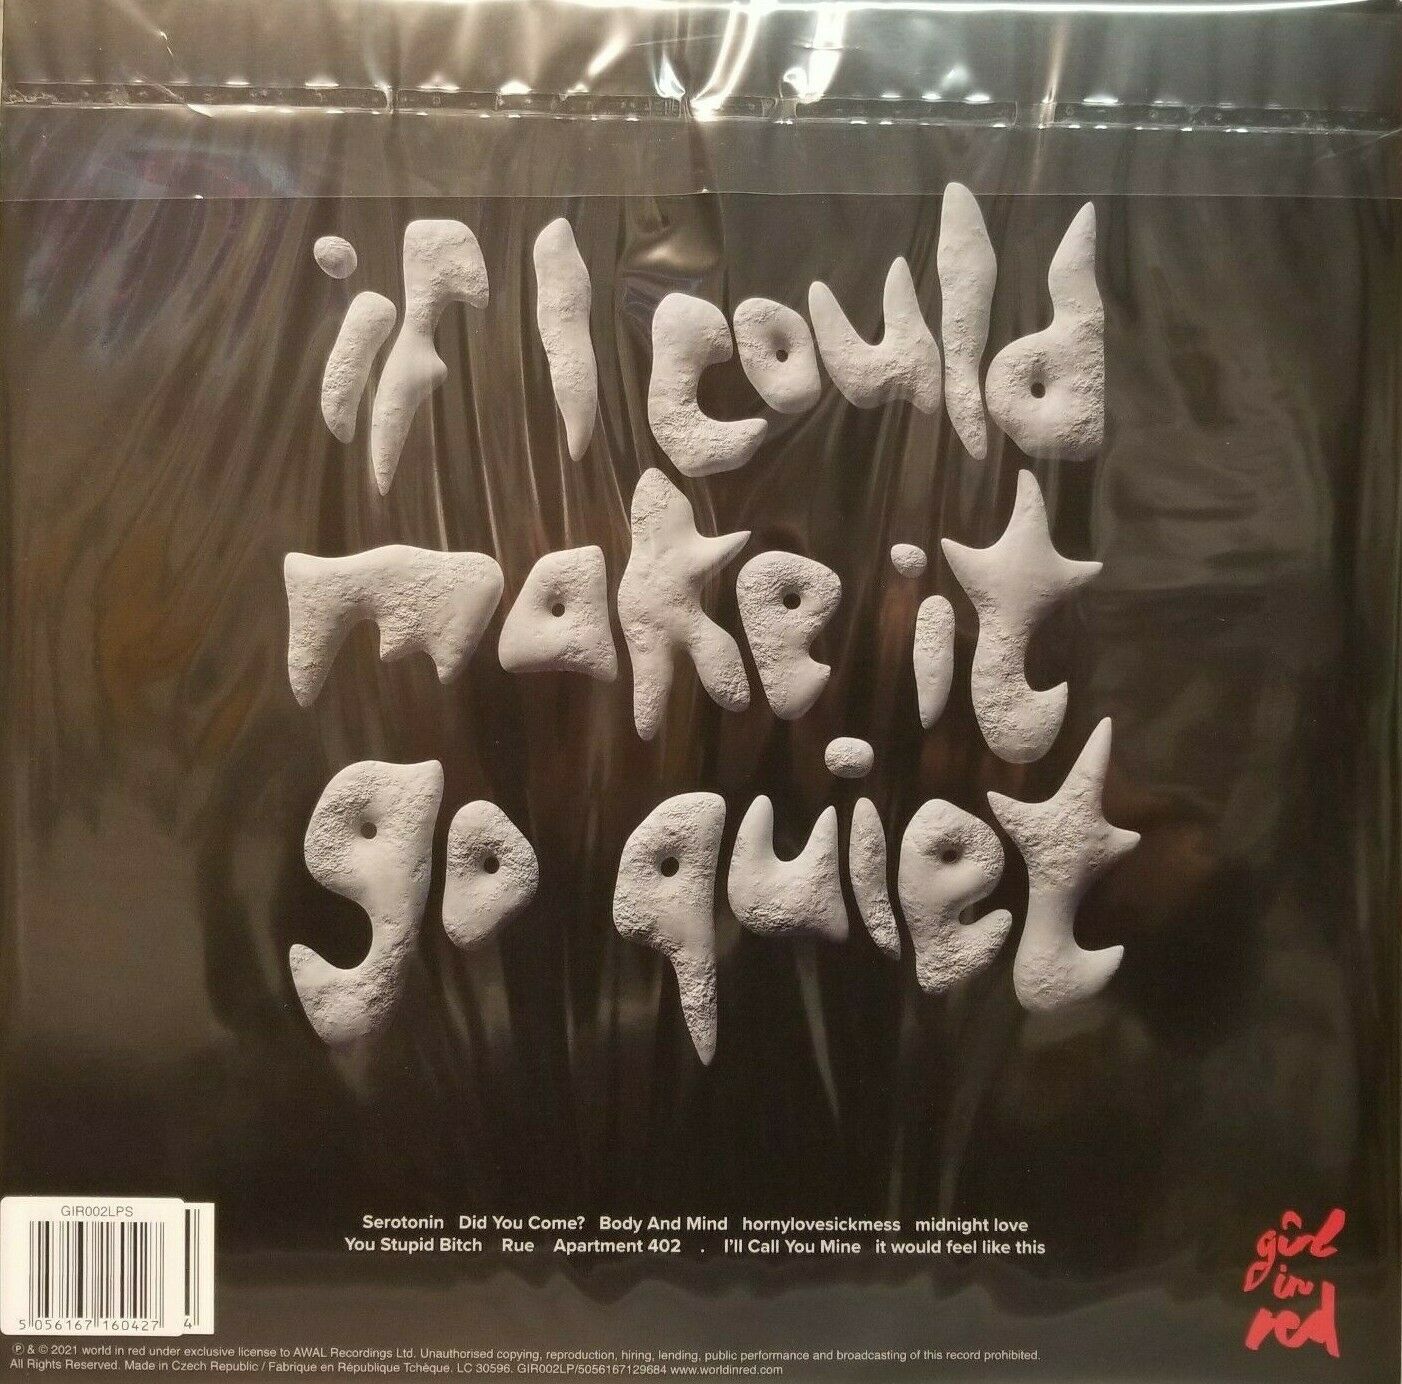 if I could
make it
go quiet
Serotonin Did You Come? Body And Mind hornylovesickmess midnight love
You Stupid Bitch Rue Apartment 402 . I'll Call You Mine it would feel like this
girl
in
red
GIR002LPS
5 056167 160427 4
℗ & © 2021 world in red under exclusive license to AWAL Recordings Ltd. Unauthorised copying, reproduction, hiring, lending, public performance and broadcasting of this record prohibited.
All Rights Reserved. Made in Czech Republic / Fabrique en République Tchèque. LC 30596. GIR002LP/5056167129684 www.worldinred.com